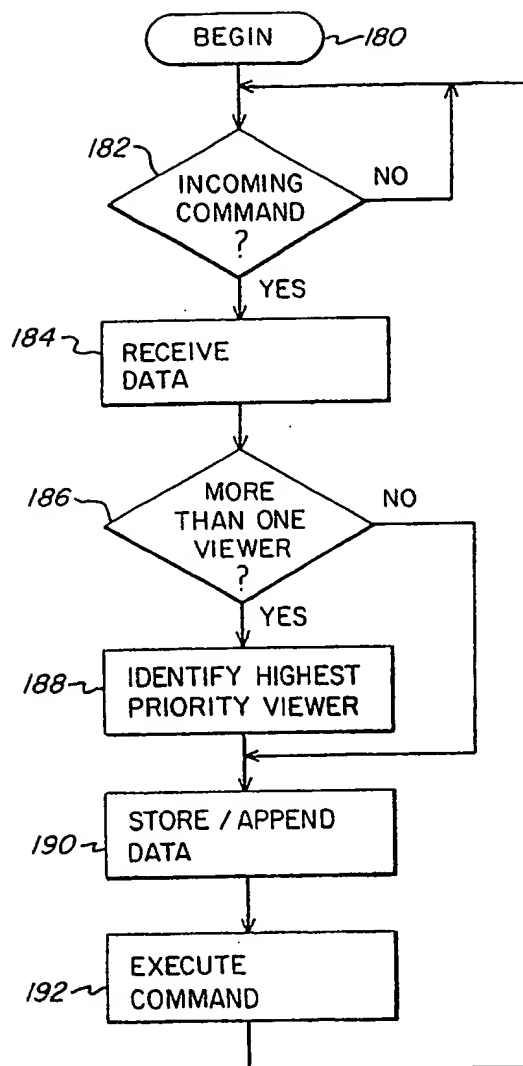 BEGIN
180
182
INCOMING
COMMAND
?
NO
YES
184
RECEIVE
DATA
186
MORE
THAN ONE
VIEWER
?
NO
YES
188
IDENTIFY HIGHEST
PRIORITY VIEWER
190
STORE / APPEND
DATA
192
EXECUTE
COMMAND